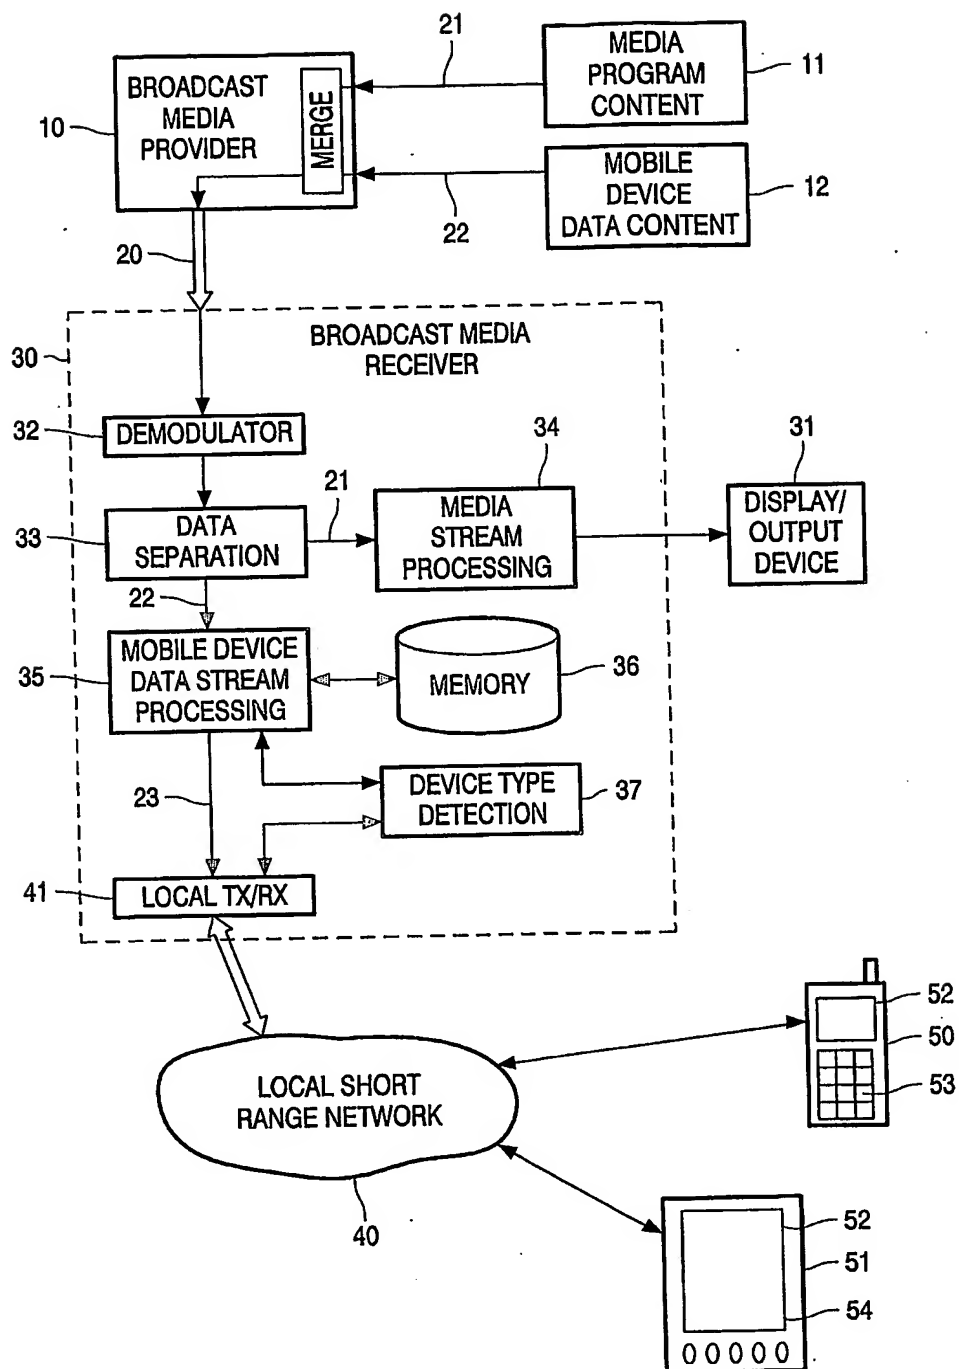 21
MEDIA
PROGRAM
CONTENT
11
BROADCAST
MEDIA
PROVIDER
10
MERGE
MOBILE
DEVICE
DATA CONTENT
12
22
20
BROADCAST MEDIA
RECEIVER
30
32
DEMODULATOR
34
31
21
33
DATA
SEPARATION
MEDIA
STREAM
PROCESSING
DISPLAY/
OUTPUT
DEVICE
22
35
MOBILE DEVICE
DATA STREAM
PROCESSING
MEMORY
36
23
DEVICE TYPE
DETECTION
37
41
LOCAL TX/RX
52
50
53
LOCAL SHORT
RANGE NETWORK
40
52
51
54